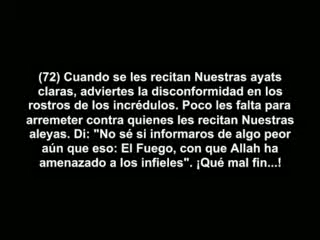 (72) Cuando se les recitan Nuestras ayats
claras, adviertes la disconformidad en los
rostros de los incrédulos. Poco les falta para
arremeter contra quienes les recitan Nuestras
aleyas. Di: "No sé si informaros de algo peor
aún que eso: El Fuego, con que Allah ha
amenazado a los infieles". ¡Qué mal fin...!